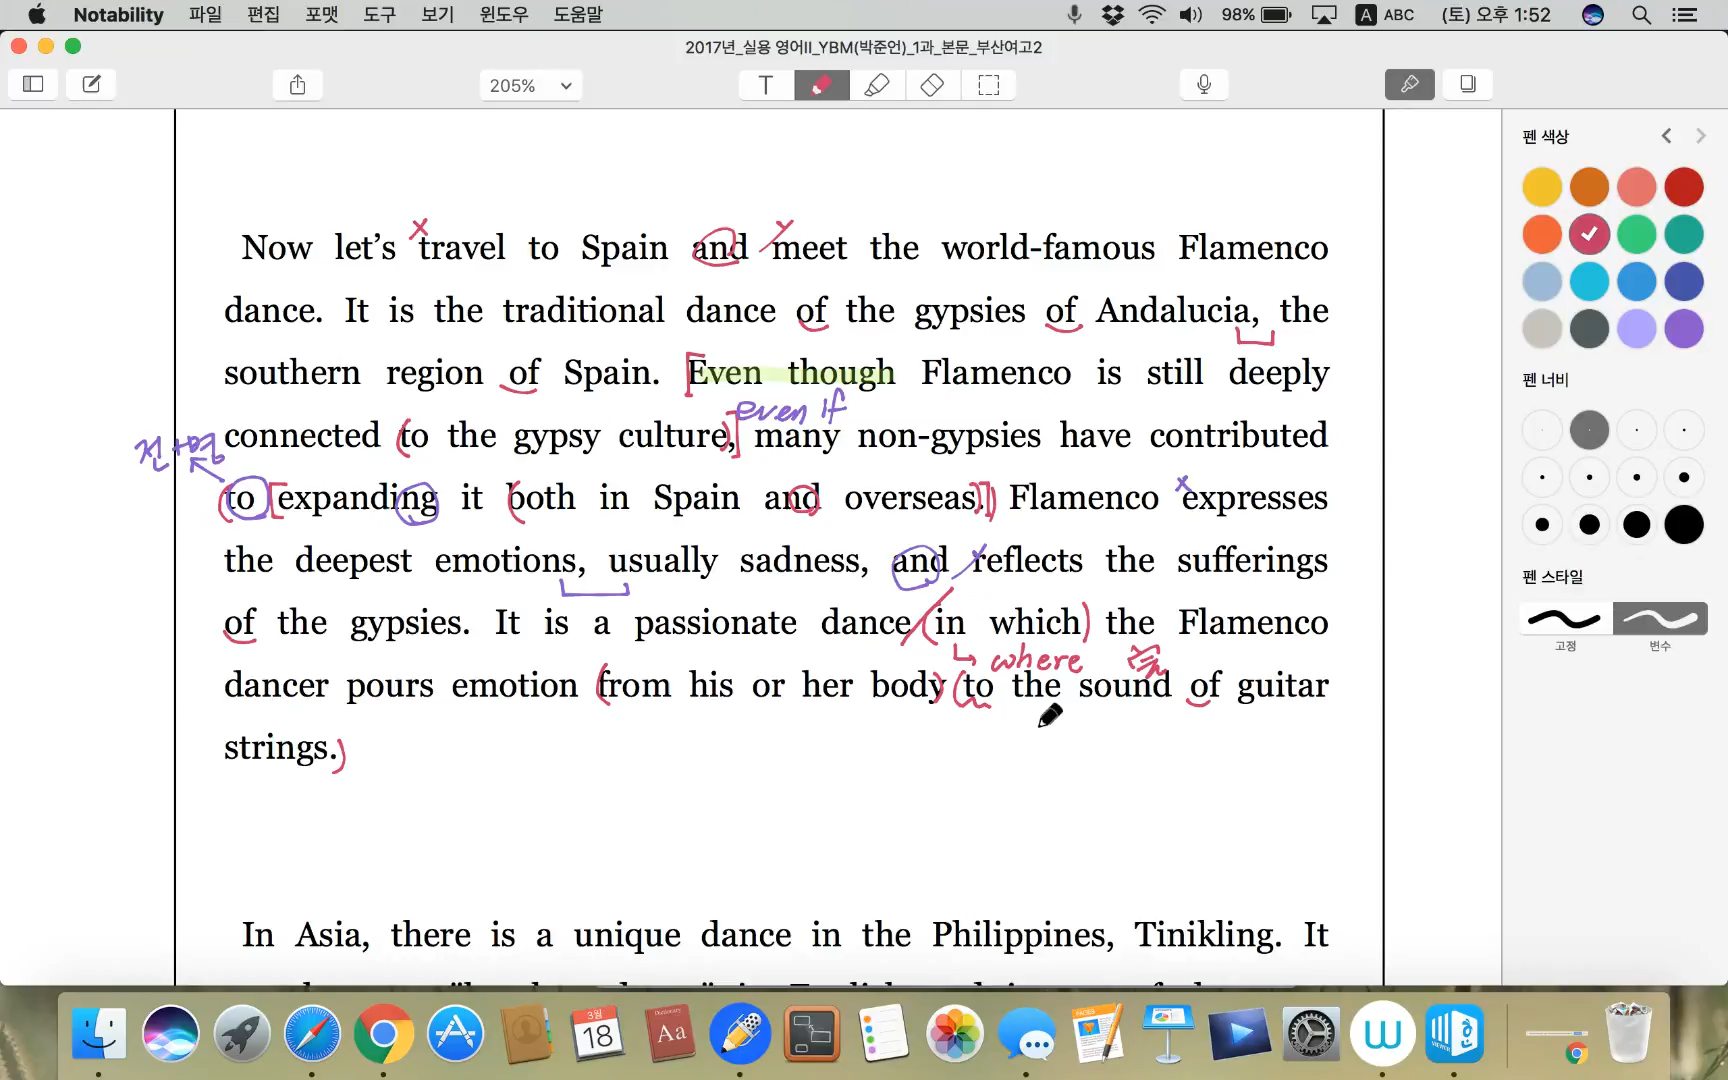 Notability 파일 편집 포맷 도구 보기 윈도우 도움말 98% A ABC (토) 오후 1:52
2017년_실용 영어II_YBM(박준언)_1과_본문_부산여고2
205% T
펜 색상
Now let's travel to Spain and meet the world-famous Flamenco
dance. It is the traditional dance of the gypsies of Andalucia, the
southern region of Spain. Even though Flamenco is still deeply
even if
connected to the gypsy culture, many non-gypsies have contributed
to expanding it both in Spain and overseas. Flamenco expresses
the deepest emotions, usually sadness, and reflects the sufferings
of the gypsies. It is a passionate dance in which the Flamenco
where 完
dancer pours emotion from his or her body to the sound of guitar
strings.
In Asia, there is a unique dance in the Philippines, Tinikling. It
펜 너비
펜 스타일
고정 변수
3월
18
Dictionary
Aa
PAGES
W